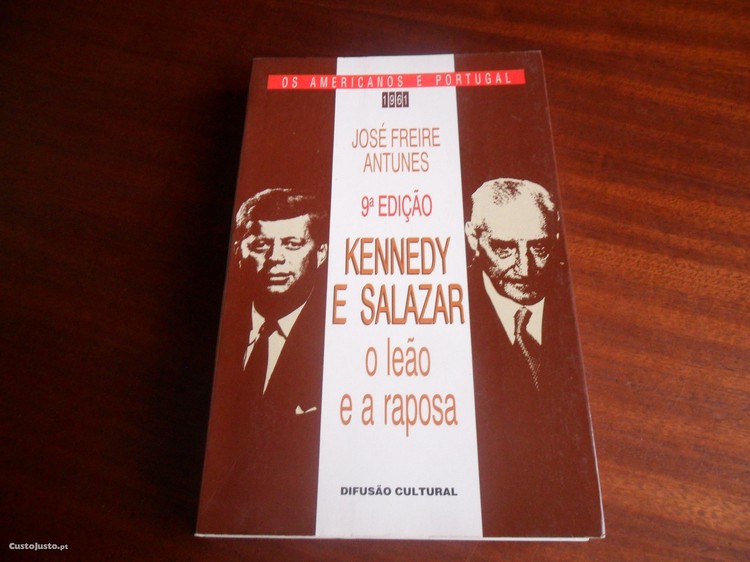 OS AMERICANOS E PORTUGAL
1961
JOSÉ FREIRE
ANTUNES
9ª EDIÇÃO
KENNEDY
E SALAZAR
o leão
e a raposa
DIFUSÃO CULTURAL
CustoJusto.pt